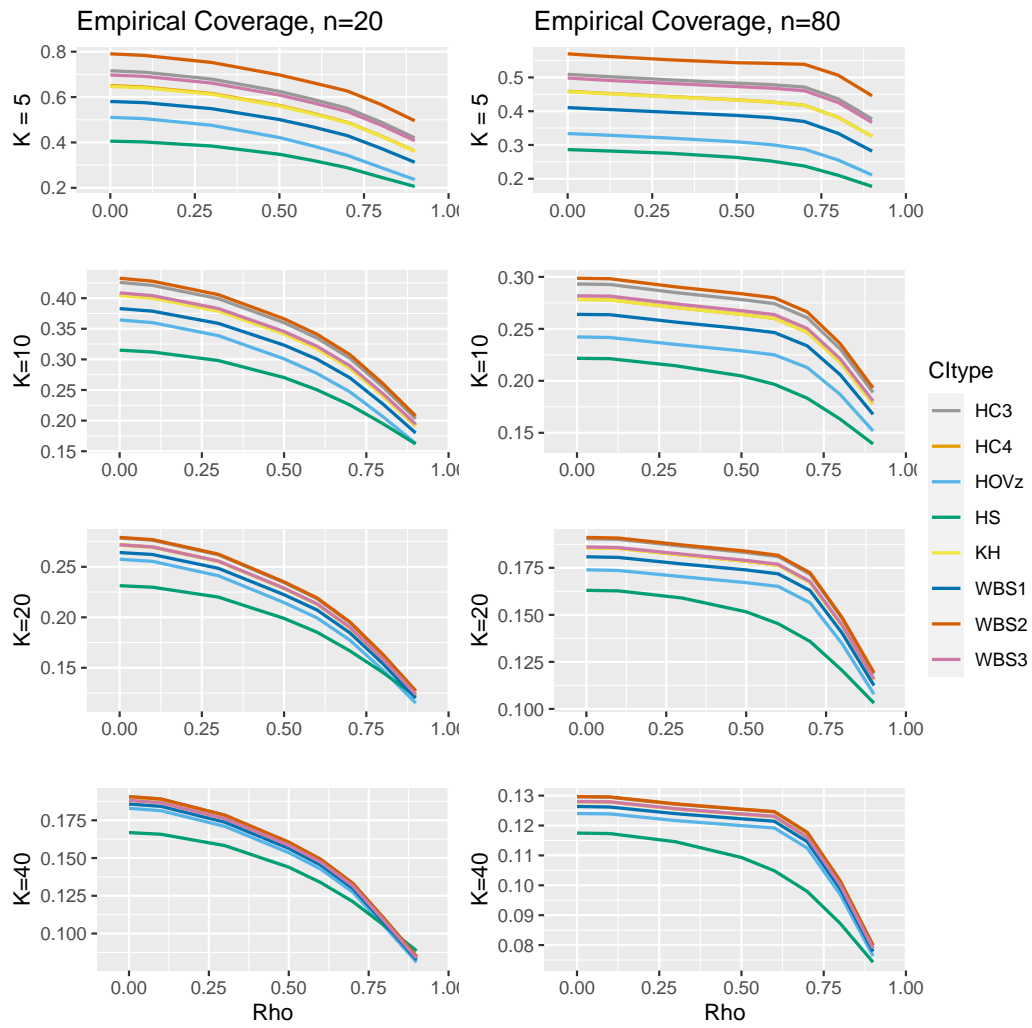 Empirical Coverage, n=20
Empirical Coverage, n=80
K = 5
0.8
0.6
0.4
0.2
0.00 0.25 0.50 0.75 1.0
K = 5
0.5
0.4
0.3
0.2
0.00 0.25 0.50 0.75 1.00
K=10
0.40
0.35
0.30
0.25
0.20
0.15
0.00 0.25 0.50 0.75 1.00
K=10
0.30
0.25
0.20
0.15
0.00 0.25 0.50 0.75 1.00
K=20
0.25
0.20
0.15
0.00 0.25 0.50 0.75 1.00
K=20
0.175
0.150
0.125
0.100
0.00 0.25 0.50 0.75 1.00
K=40
0.175
0.150
0.125
0.100
0.00 0.25 0.50 0.75 1.00
Rho
K=40
0.13
0.12
0.11
0.10
0.09
0.08
0.00 0.25 0.50 0.75 1.00
Rho
CItype
HC3
HC4
HOVz
HS
KH
WBS1
WBS2
WBS3